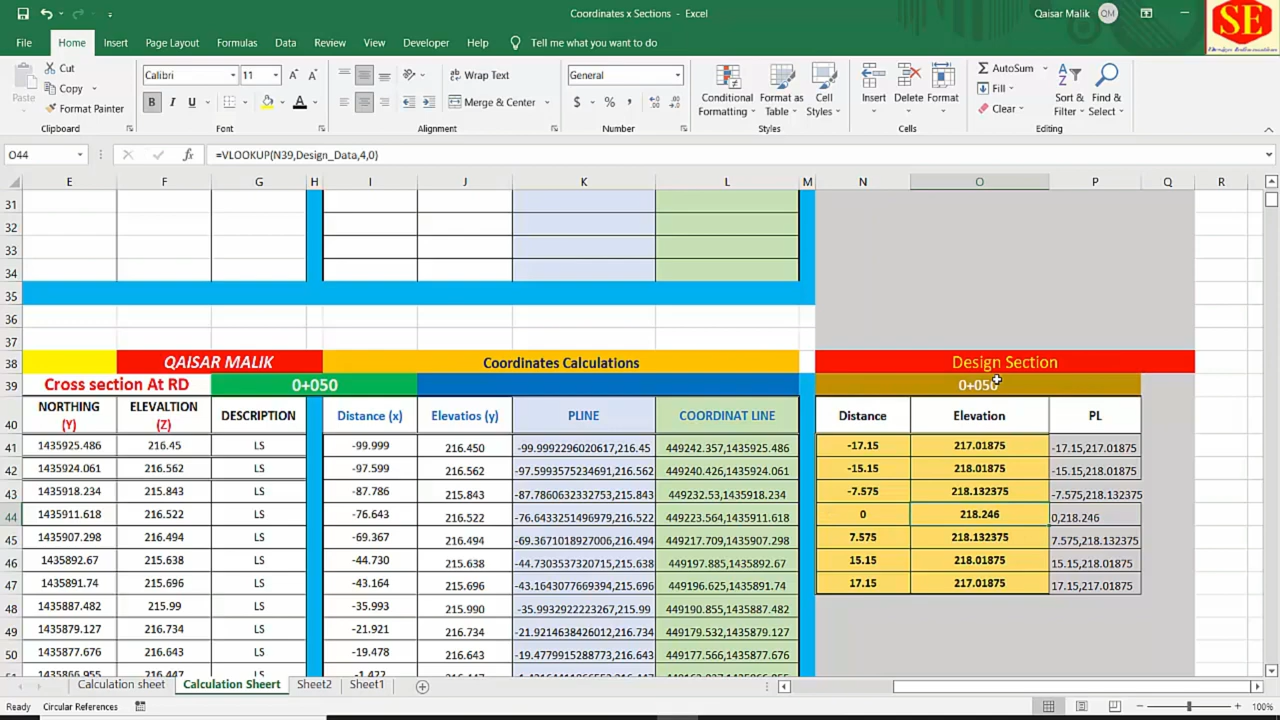 Coordinates x Sections - Excel
Qaisar Malik QM
SE
File Home Insert Page Layout Formulas Data Review View Developer Help Tell me what you want to do
Paste
Cut
Copy
Format Painter
Clipboard
Calibri 11
B I U
Font
Wrap Text
Merge & Center
Alignment
General
$ % ,
Number
Conditional Formatting
Format as Table
Cell Styles
Styles
Insert Delete Format
Cells
AutoSum
Fill
Clear
Sort & Filter
Find & Select
Editing
O44 fx =VLOOKUP(N39,Design_Data,4,0)
E F G H I J K L M N O P Q R
31
32
33
34
35
36
37
38 QAISAR MALIK Coordinates Calculations Design Section
39 Cross section At RD 0+050 0+050
40 NORTHING (Y) ELEVALTION (Z) DESCRIPTION Distance (x) Elevatios (y) PLINE COORDINAT LINE Distance Elevation PL
41 1435925.486 216.45 LS -99.999 216.450 -99.9992296020617,216.45 449242.357,1435925.486 -17.15 217.01875 -17.15,217.01875
42 1435924.061 216.562 LS -97.599 216.562 -97.5993575234691,216.562 449240.426,1435924.061 -15.15 218.01875 -15.15,218.01875
43 1435918.234 215.843 LS -87.786 215.843 -87.7860632332753,215.843 449232.53,1435918.234 -7.575 218.132375 -7.575,218.132375
44 1435911.618 216.522 LS -76.643 216.522 -76.6433251496979,216.522 449223.564,1435911.618 0 218.246 0,218.246
45 1435907.298 216.494 LS -69.367 216.494 -69.3671018927006,216.494 449217.709,1435907.298 7.575 218.132375 7.575,218.132375
46 1435892.67 215.638 LS -44.730 215.638 -44.7303537320715,215.638 449197.885,1435892.67 15.15 218.01875 15.15,218.01875
47 1435891.74 215.696 LS -43.164 215.696 -43.1643077669394,215.696 449196.625,1435891.74 17.15 217.01875 17.15,217.01875
48 1435887.482 215.99 LS -35.993 215.990 -35.9932922223267,215.99 449190.855,1435887.482
49 1435879.127 216.734 LS -21.921 216.734 -21.9214638426012,216.734 449179.532,1435879.127
50 1435877.676 216.643 LS -19.478 216.643 -19.4779915288773,216.643 449177.566,1435877.676
Calculation sheet Calculation Sheert Sheet2 Sheet1
Ready Circular References 100%